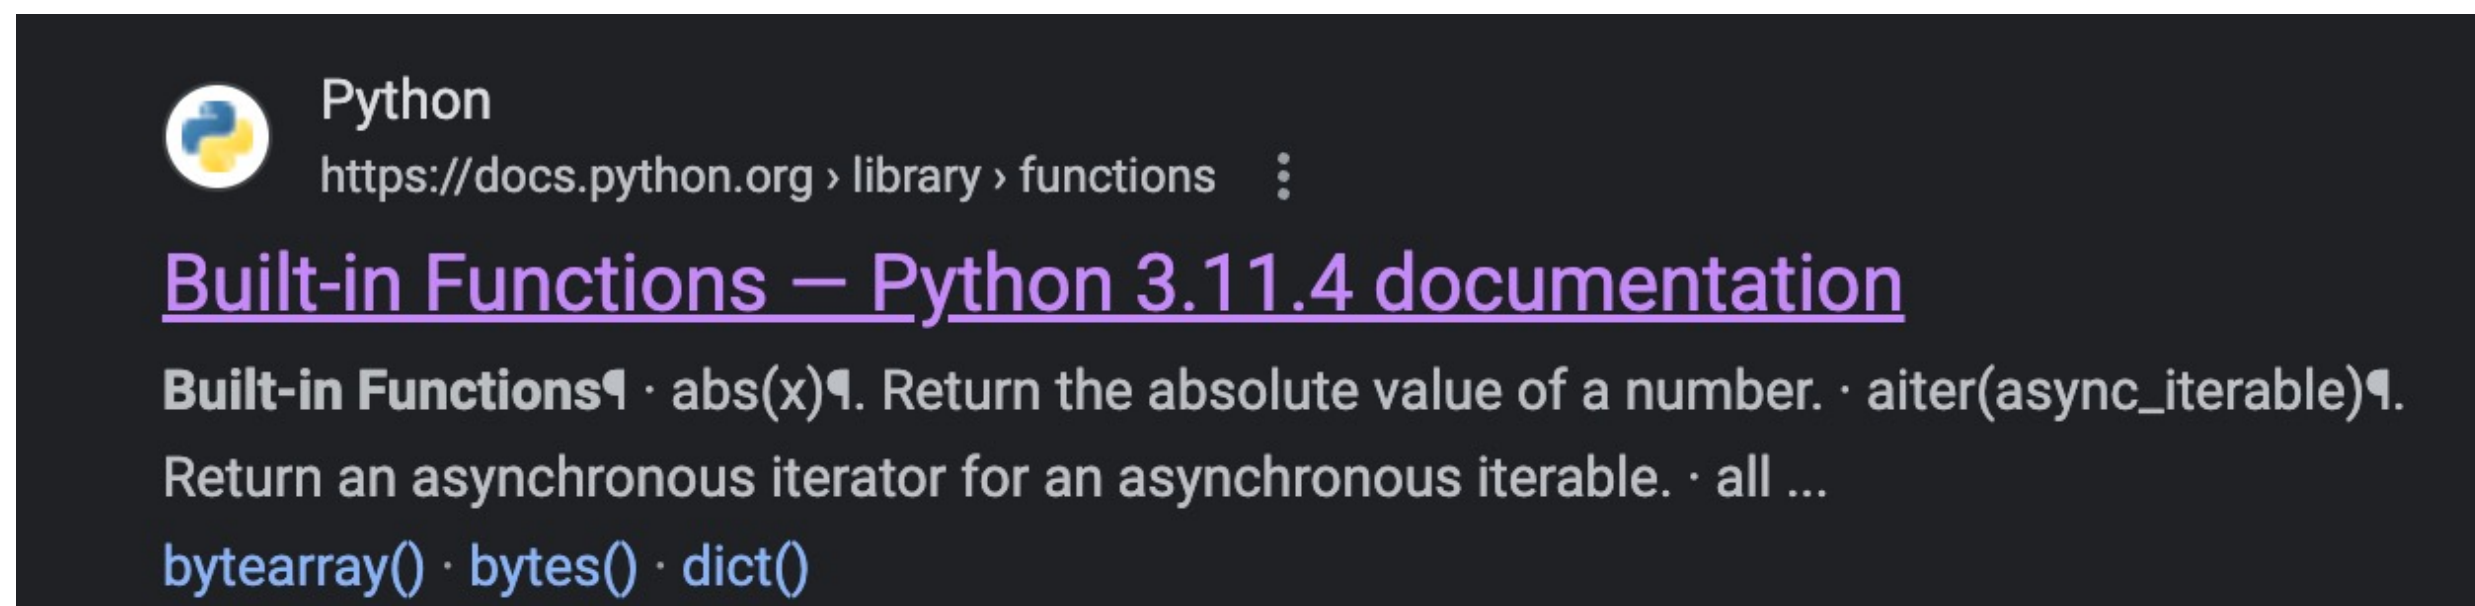 Python
https://docs.python.org › library › functions
Built-in Functions — Python 3.11.4 documentation
Built-in Functions¶ · abs(x)¶. Return the absolute value of a number. · aiter(async_iterable)¶.
Return an asynchronous iterator for an asynchronous iterable. · all ...
bytearray() · bytes() · dict()